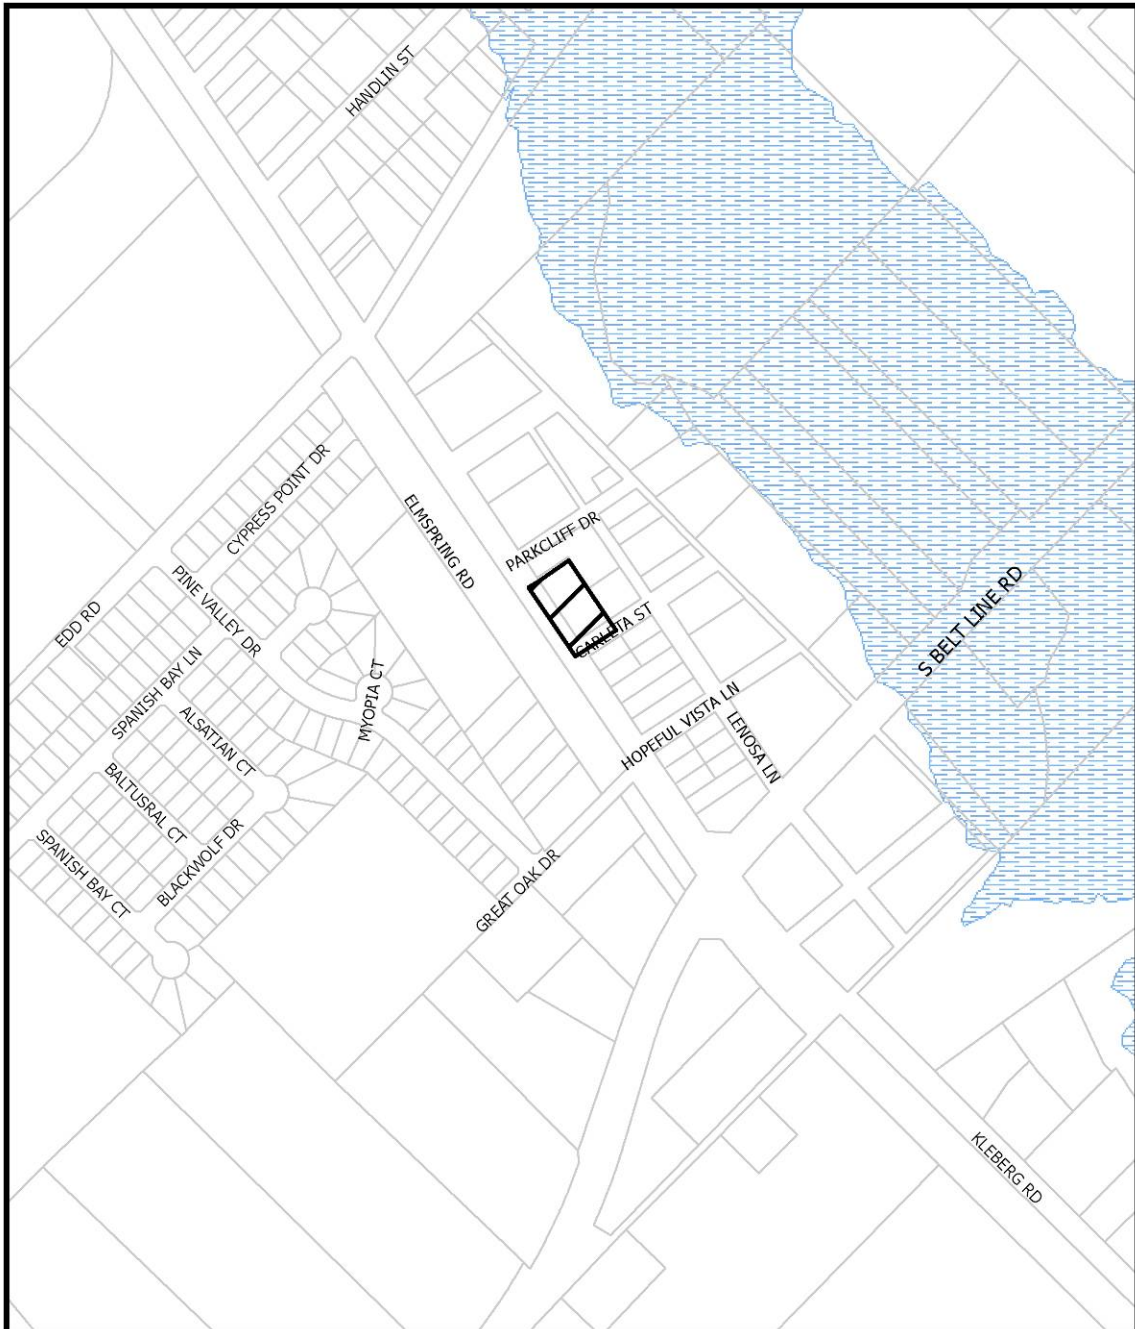 HANDLIN ST
CYPRESS POINT DR
ELMSPRING RD
PARKCLIFF DR
PINE VALLEY DR
EDD RD
CARLETA ST
S BELT LINE RD
SPANISH BAY LN
MYOPIA CT
ALSATIAN CT
HOPEFUL VISTA LN
LENOSA LN
BALTUSRAL CT
BLACKWOLF DR
SPANISH BAY CT
GREAT OAK DR
KLEBERG RD